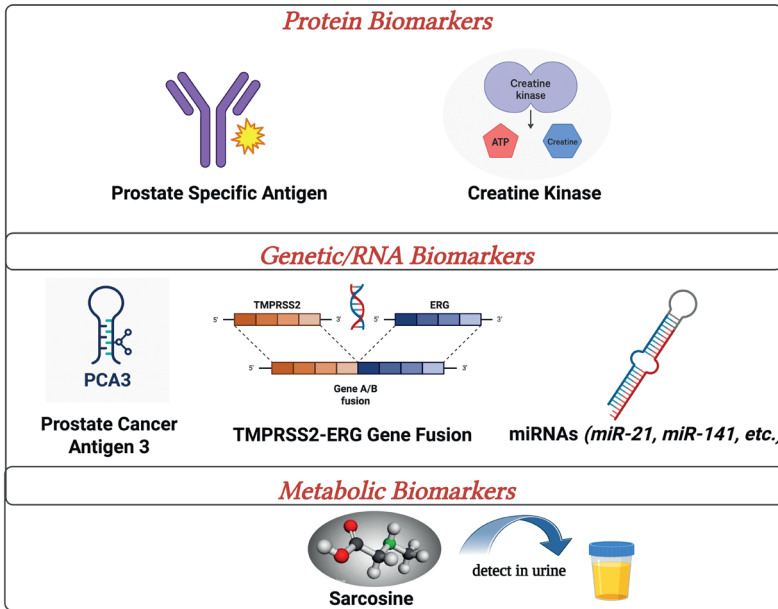 Protein Biomarkers
Creatine
kinase
ATP
Creatine
Prostate Specific Antigen
Creatine Kinase
Genetic/RNA Biomarkers
TMPRSS2
ERG
5'
3'
5'
3'
5'
3'
PCA3
Gene A/B
fusion
Prostate Cancer
Antigen 3
TMPRSS2-ERG Gene Fusion
miRNAs (miR-21, miR-141, etc.)
Metabolic Biomarkers
detect in urine
Sarcosine